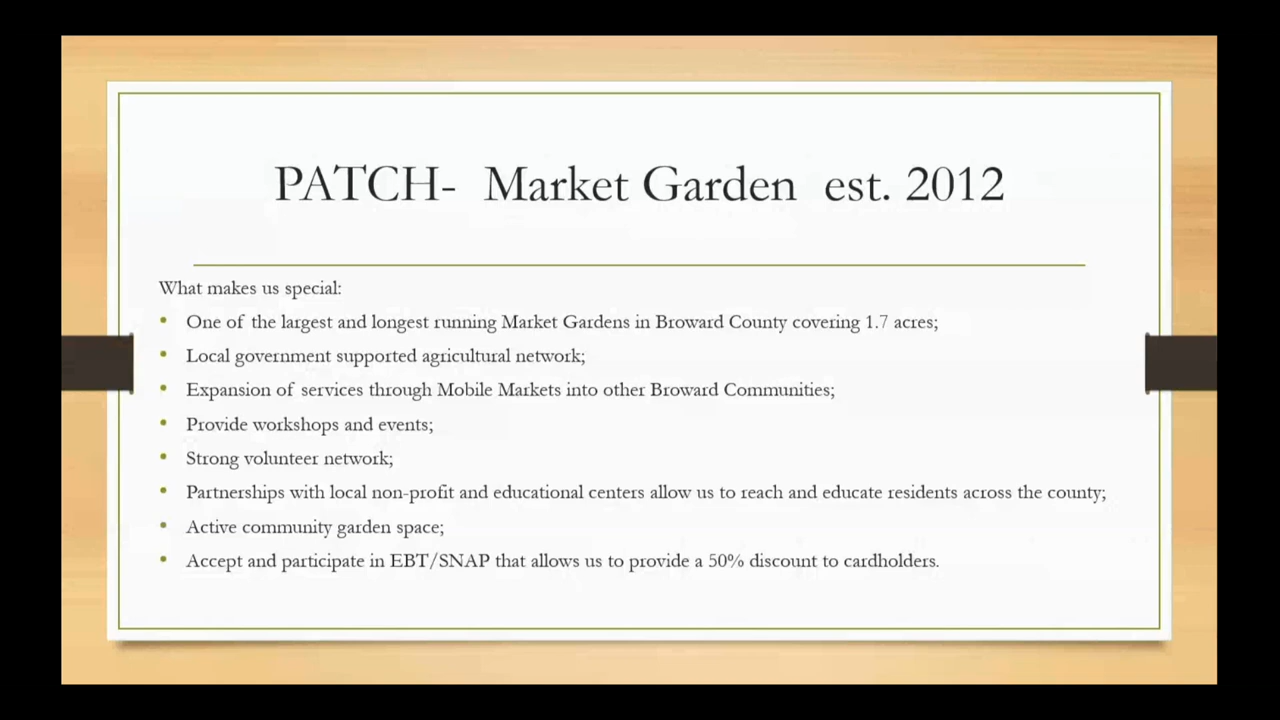 PATCH- Market Garden est. 2012
What makes us special:
• One of the largest and longest running Market Gardens in Broward County covering 1.7 acres;
• Local government supported agricultural network;
• Expansion of services through Mobile Markets into other Broward Communities;
• Provide workshops and events;
• Strong volunteer network;
• Partnerships with local non-profit and educational centers allow us to reach and educate residents across the county;
• Active community garden space;
• Accept and participate in EBT/SNAP that allows us to provide a 50% discount to cardholders.